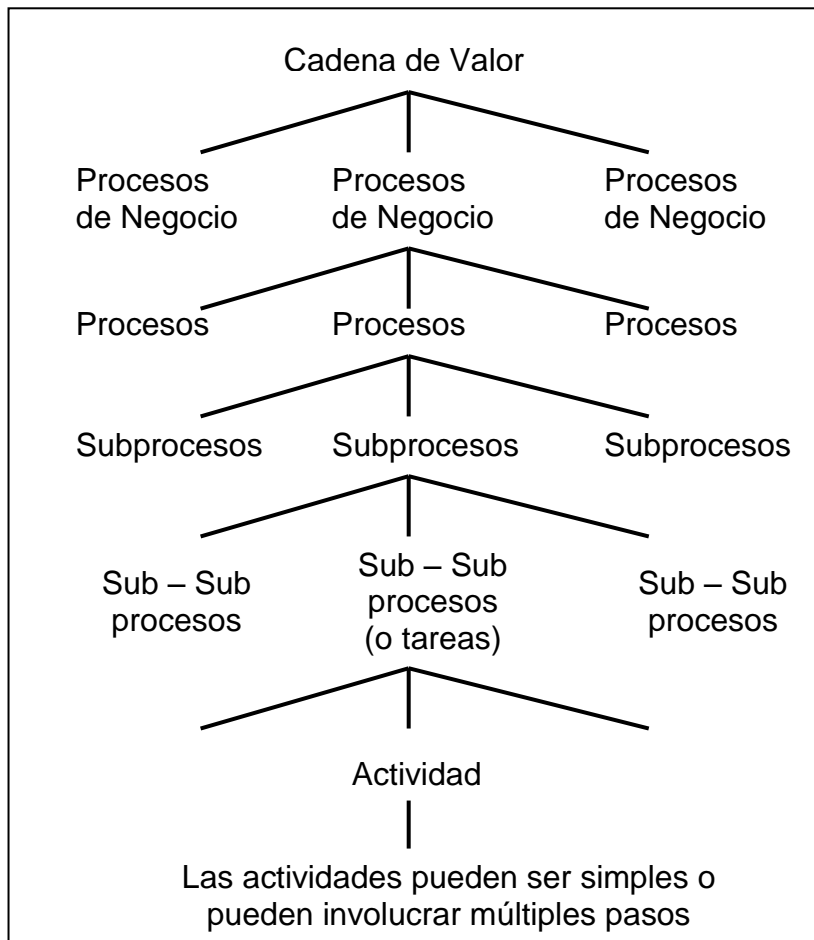 Cadena de Valor
Procesos
de Negocio
Procesos
de Negocio
Procesos
de Negocio
Procesos
Procesos
Procesos
Subprocesos
Subprocesos
Subprocesos
Sub – Sub
procesos
Sub – Sub
procesos
(o tareas)
Sub – Sub
procesos
Actividad
Las actividades pueden ser simples o
pueden involucrar múltiples pasos